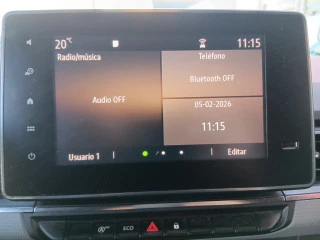 20°C 11:15
Radio/música
Teléfono
Bluetooth OFF
Audio OFF
05-02-2026
11:15
Usuario 1
Editar
ECO